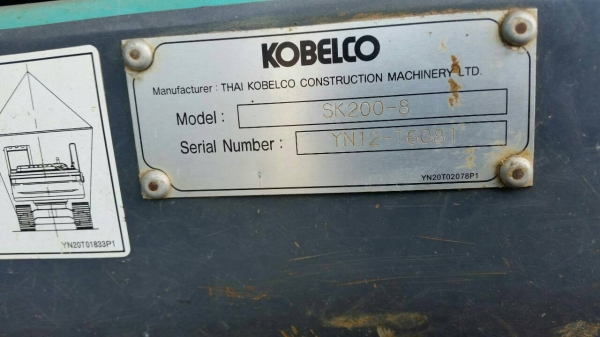 KOBELCO
Manufacturer : THAI KOBELCO CONSTRUCTION MACHINERY LTD.
Model : SK200-8
Serial Number :
YN20T02078P1
YN20T01833P1